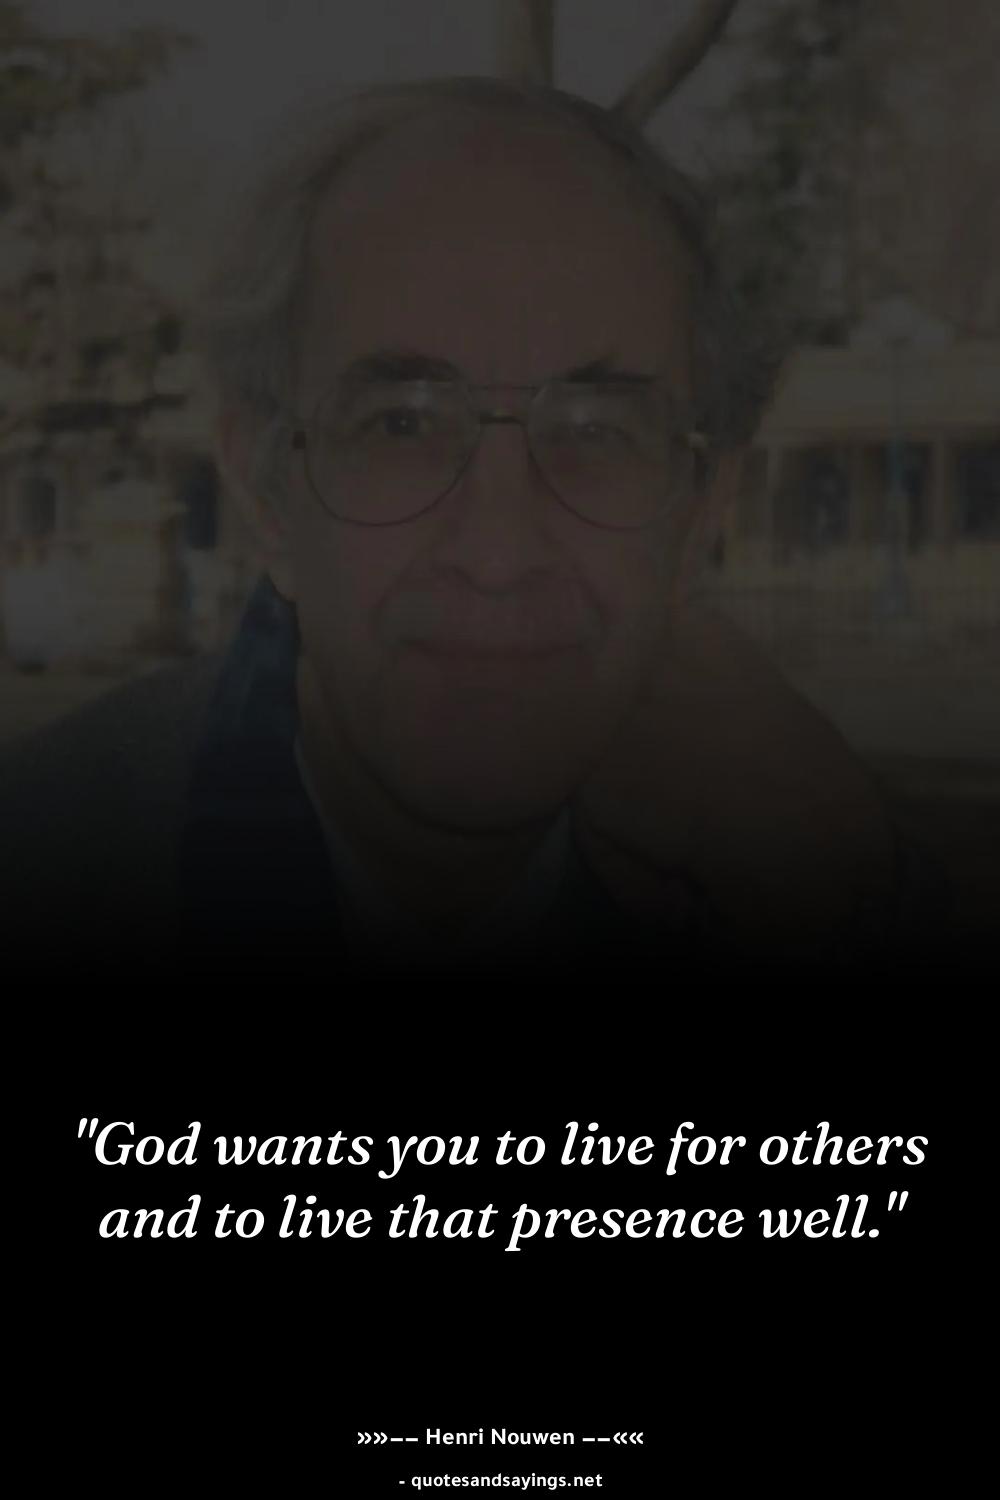 "God wants you to live for others
and to live that presence well."
»»−− Henri Nouwen −−««
- quotesandsayings.net